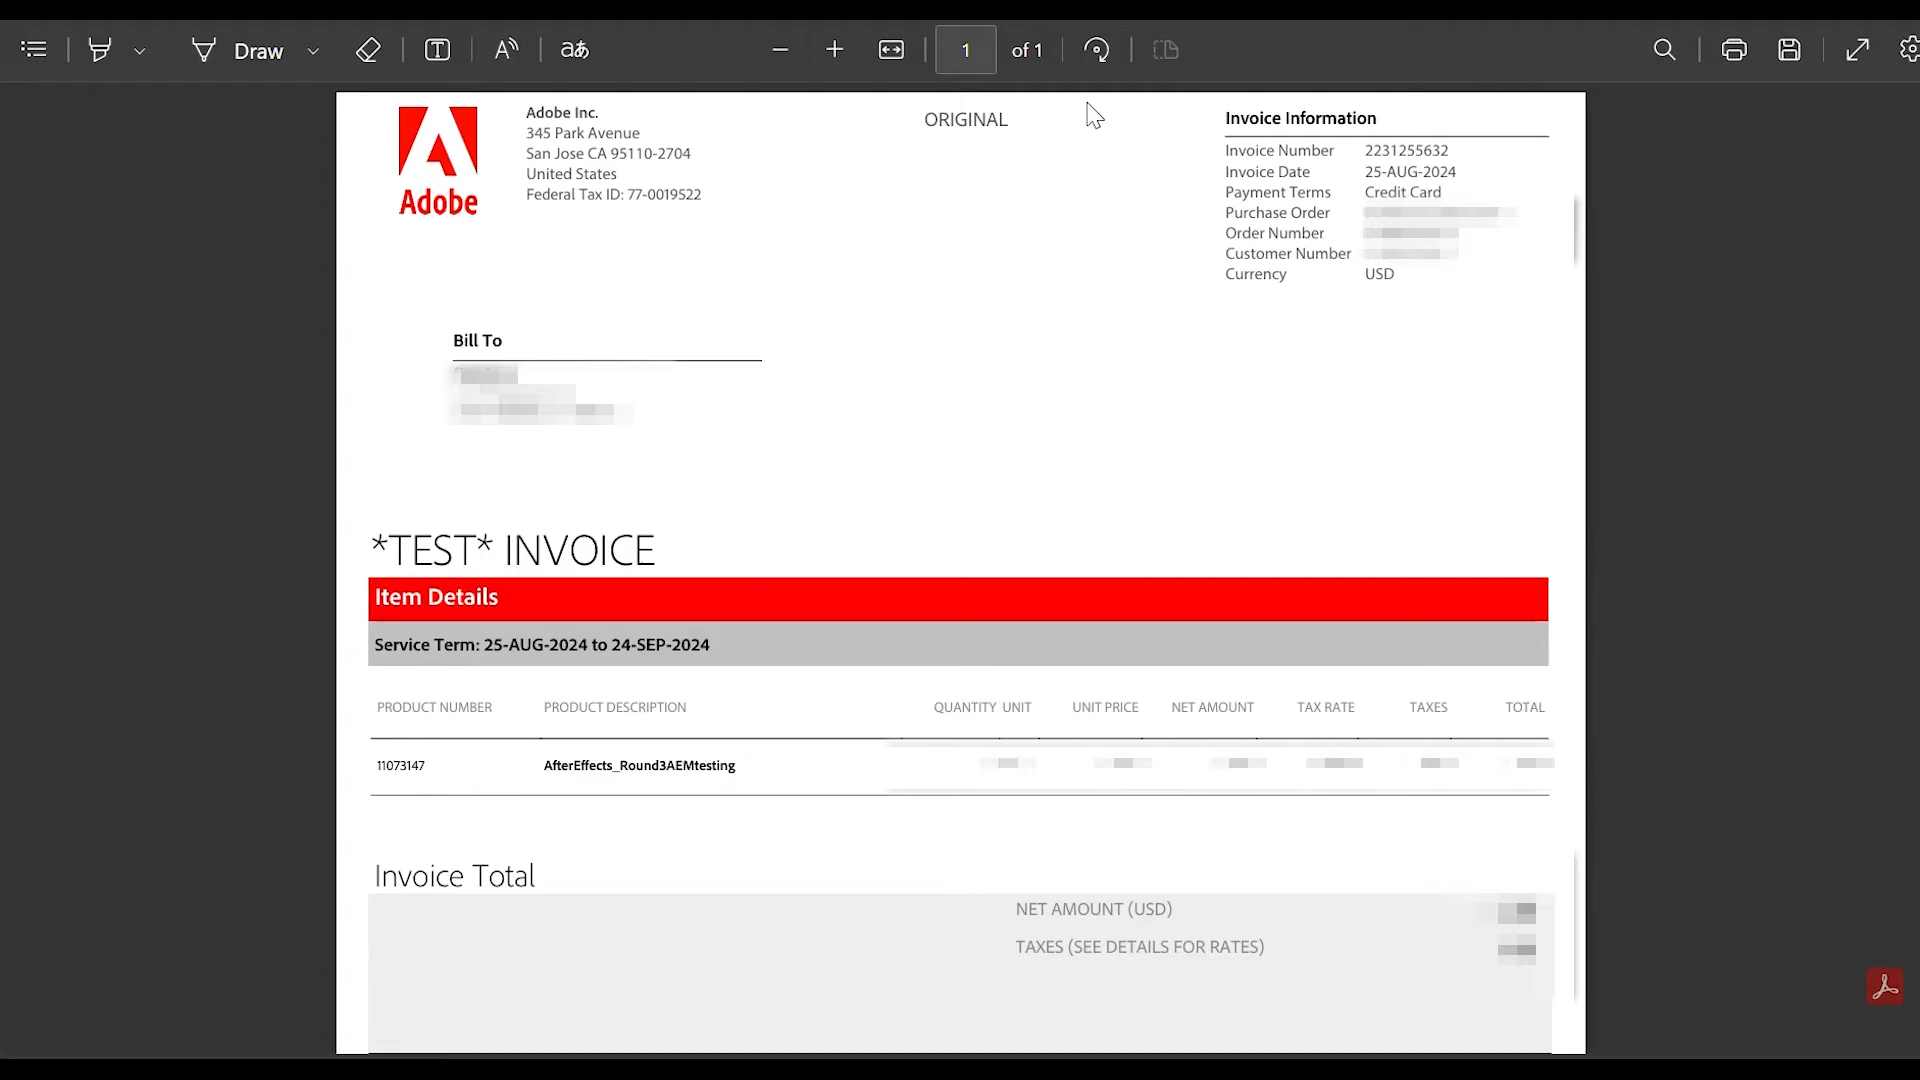 Draw
1
of 1
Adobe
Adobe Inc.
345 Park Avenue
San Jose CA 95110-2704
United States
Federal Tax ID: 77-0019522
ORIGINAL
Invoice Information
Invoice Number 2231255632
Invoice Date 25-AUG-2024
Payment Terms Credit Card
Purchase Order
Order Number
Customer Number
Currency USD
Bill To
*TEST* INVOICE
Item Details
Service Term: 25-AUG-2024 to 24-SEP-2024
PRODUCT NUMBER PRODUCT DESCRIPTION QUANTITY UNIT UNIT PRICE NET AMOUNT TAX RATE TAXES TOTAL
11073147 AfterEffects_Round3AEMtesting
Invoice Total
NET AMOUNT (USD)
TAXES (SEE DETAILS FOR RATES)